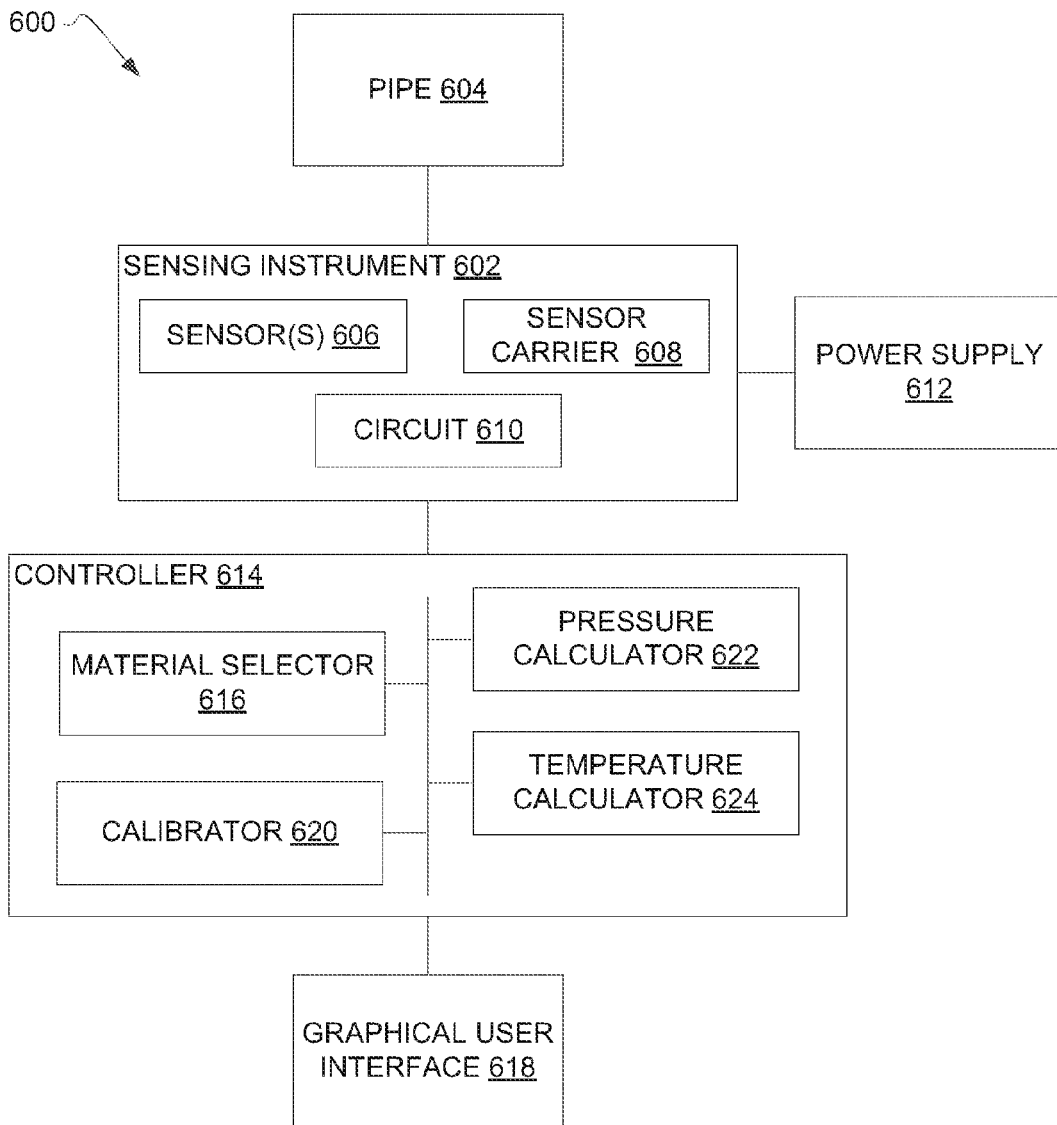 600
PIPE 604
SENSING INSTRUMENT 602
SENSOR(S) 606
SENSOR
CARRIER 608
CIRCUIT 610
POWER SUPPLY
612
CONTROLLER 614
MATERIAL SELECTOR
616
PRESSURE
CALCULATOR 622
CALIBRATOR 620
TEMPERATURE
CALCULATOR 624
GRAPHICAL USER
INTERFACE 618